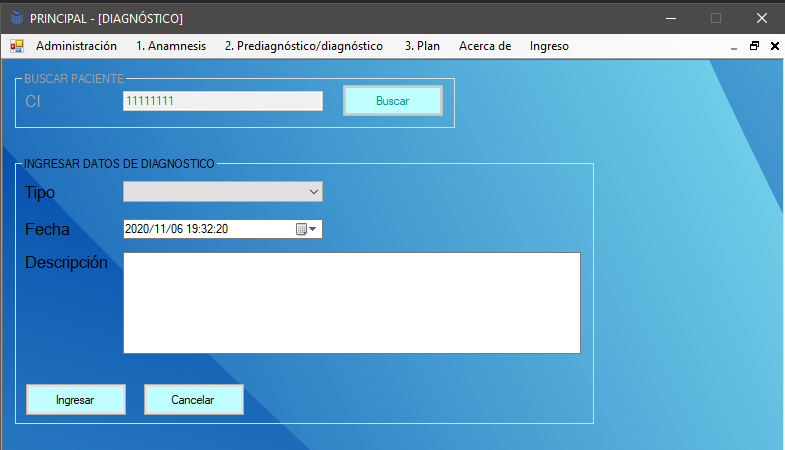 PRINCIPAL - [DIAGNÓSTICO]
Administración 1. Anamnesis 2. Prediagnóstico/diagnóstico 3. Plan Acerca de Ingreso
BUSCAR PACIENTE
CI 11111111 Buscar
INGRESAR DATOS DE DIAGNOSTICO
Tipo
Fecha 2020/11/06 19:32:20
Descripción
Ingresar Cancelar